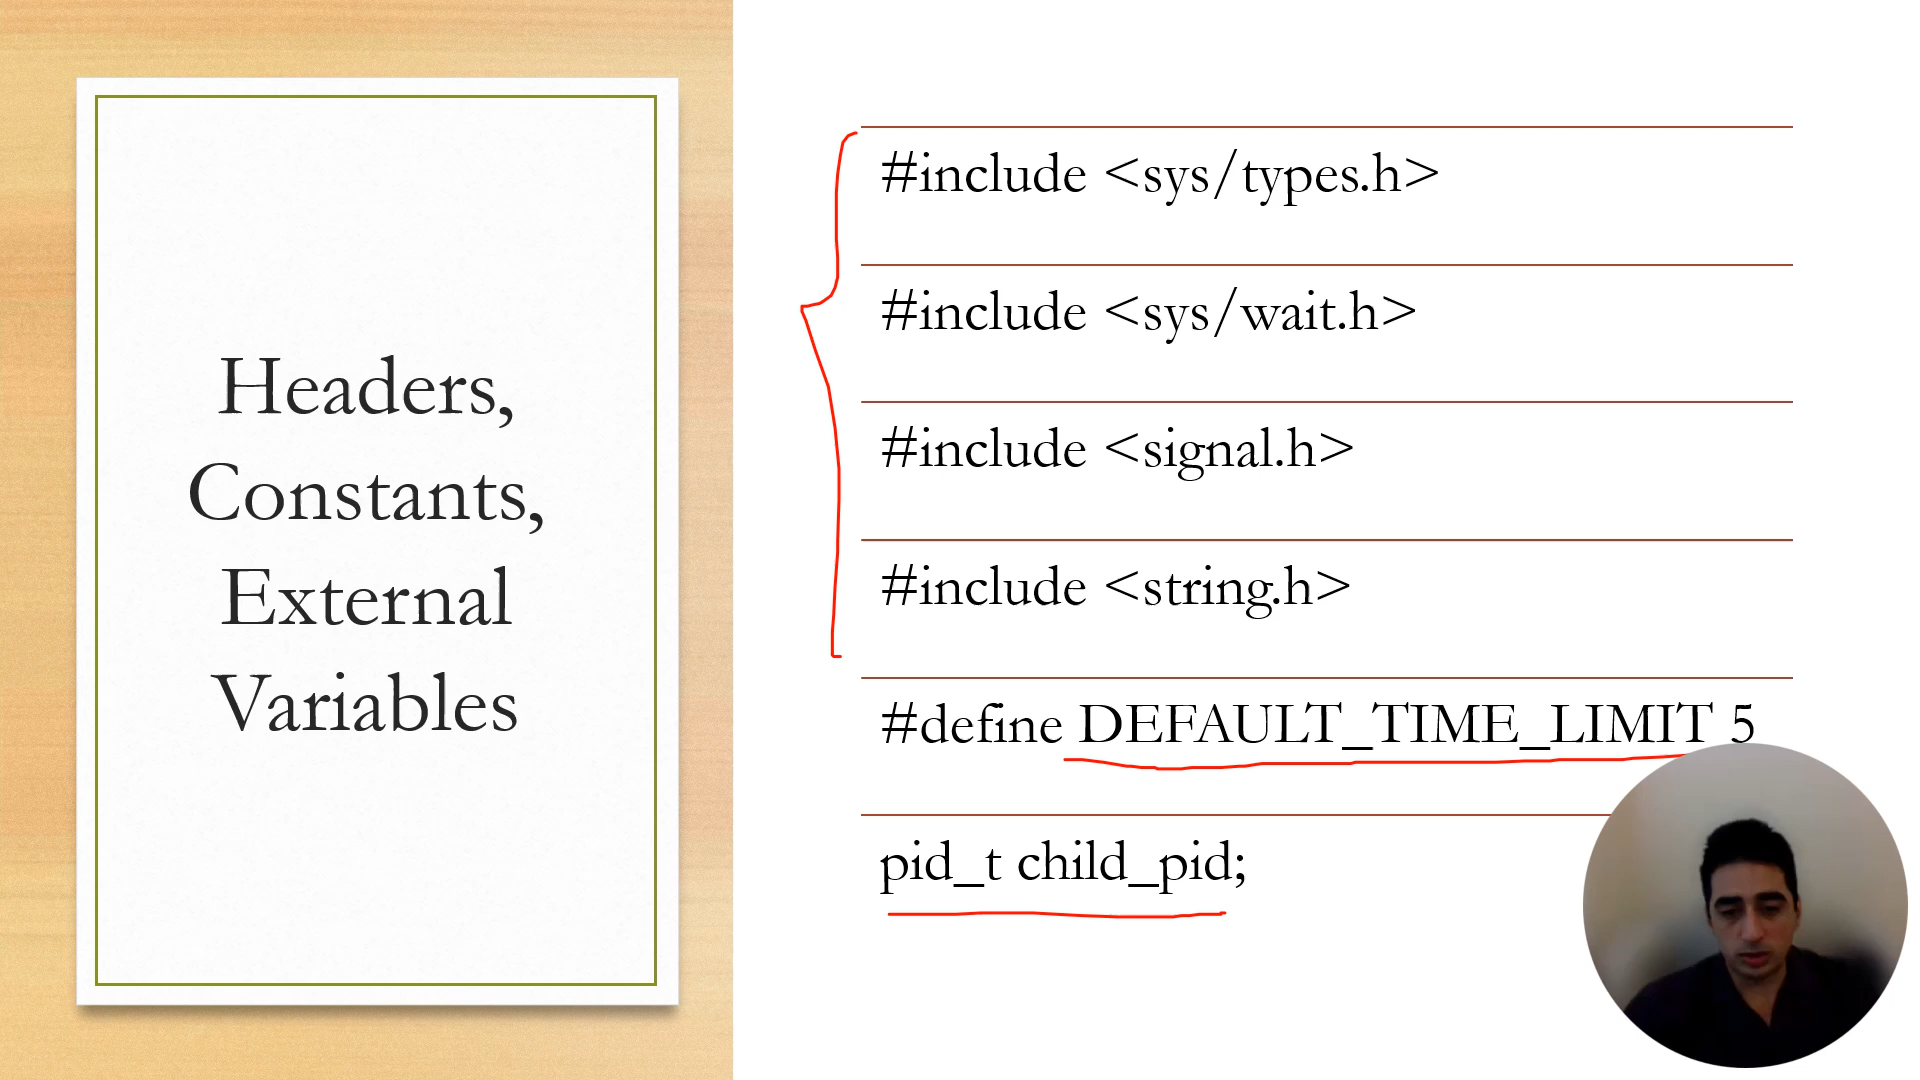 Headers,
Constants,
External
Variables
#include <sys/types.h>
#include <sys/wait.h>
#include <signal.h>
#include <string.h>
#define DEFAULT_TIME_LIMIT 5
pid_t child_pid;